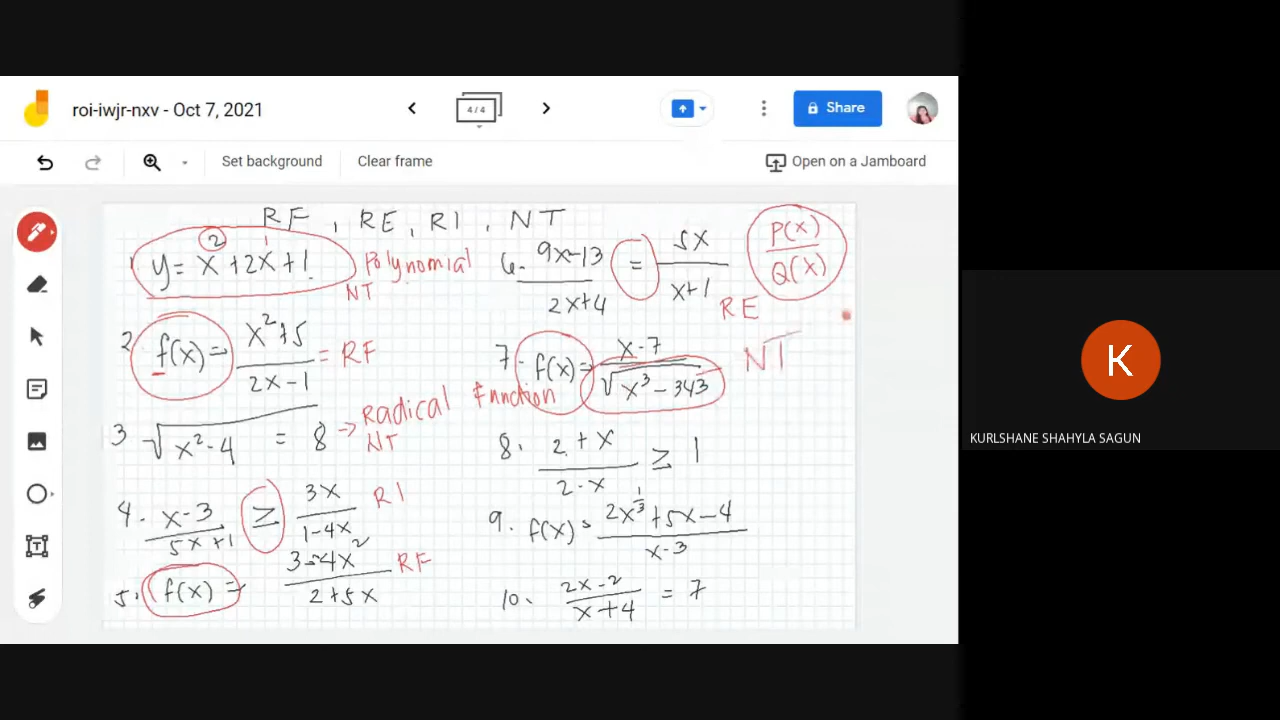 roi-iwjr-nxv - Oct 7, 2021
4/4
Share
Set background
Clear frame
Open on a Jamboard
RF , RE , RI , NT
1 y = x² + 2x¹ + 1. Polynomial
NT
2 f(x) = (x² + 5)/(2x - 1) = RF
3 √(x² - 4) = 8 → Radical function
NT
4. (x - 3)/(5x + 1) ≥ 3x/(1 - 4x) RI
5. f(x) = (3 - 4x²)/(2 + 5x) RF
6. (9x - 13)/(2x + 4) = 5x/(x + 1) RE
P(x)/Q(x)
7. f(x) = (x - 7)/√(x³ - 343) NT
8. (2 + x)/(2 - x) ≥ 1
9. f(x) = (2x^(1/3) + 5x - 4)/(x - 3)
10. (2x - 2)/(x + 4) = 7
K
KURLSHANE SHAHYLA SAGUN